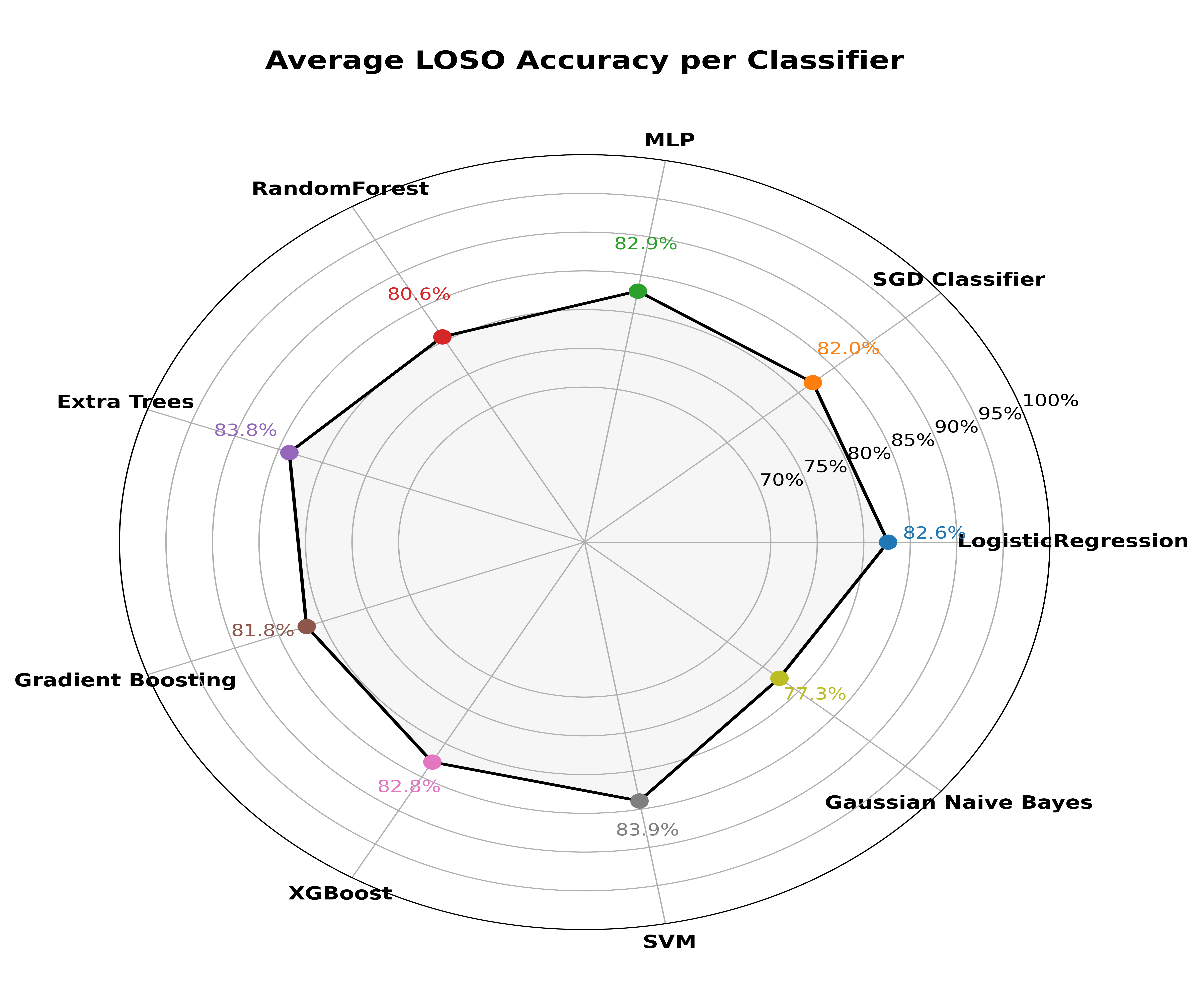 Average LOSO Accuracy per Classifier
MLP
RandomForest
82.9%
SGD Classifier
80.6%
82.0%
Extra Trees
100%
95%
90%
85%
80%
75%
70%
83.8%
82.6%
LogisticRegression
81.8%
Gradient Boosting
77.3%
82.8%
Gaussian Naive Bayes
83.9%
XGBoost
SVM